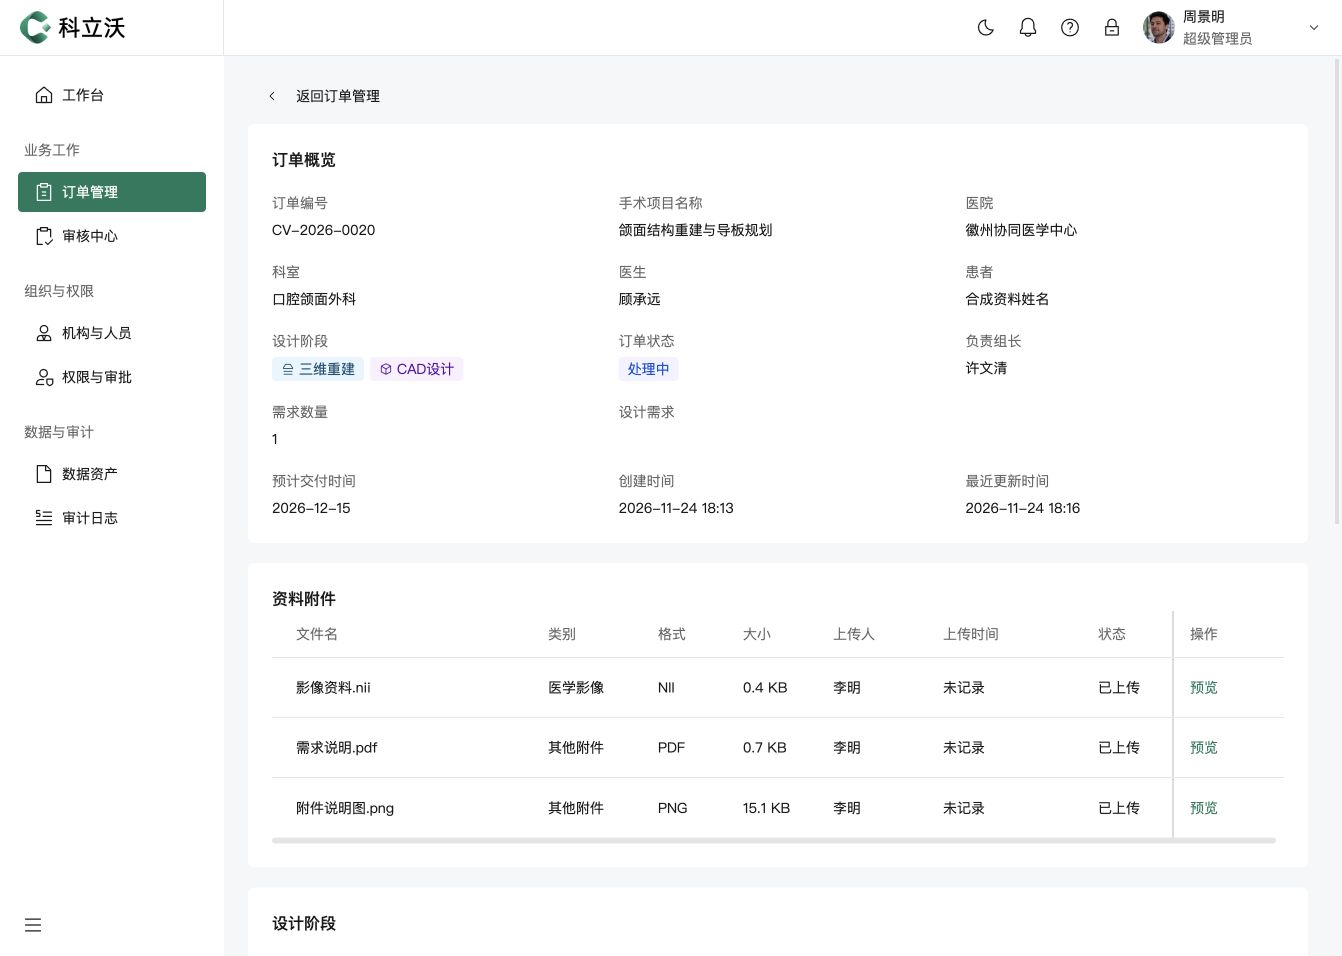 科立沃
周景明
超级管理员
工作台
业务工作
订单管理
审核中心
组织与权限
机构与人员
权限与审批
数据与审计
数据资产
审计日志
返回订单管理
订单概览
订单编号 手术项目名称 医院
CV-2026-0020 颌面结构重建与导板规划 徽州协同医学中心
科室 医生 患者
口腔颌面外科 顾承远 合成资料姓名
设计阶段 订单状态 负责组长
三维重建 CAD设计 处理中 许文清
需求数量 设计需求
1
预计交付时间 创建时间 最近更新时间
2026-12-15 2026-11-24 18:13 2026-11-24 18:16
资料附件
文件名 类别 格式 大小 上传人 上传时间 状态 操作
影像资料.nii 医学影像 NII 0.4 KB 李明 未记录 已上传 预览
需求说明.pdf 其他附件 PDF 0.7 KB 李明 未记录 已上传 预览
附件说明图.png 其他附件 PNG 15.1 KB 李明 未记录 已上传 预览
设计阶段